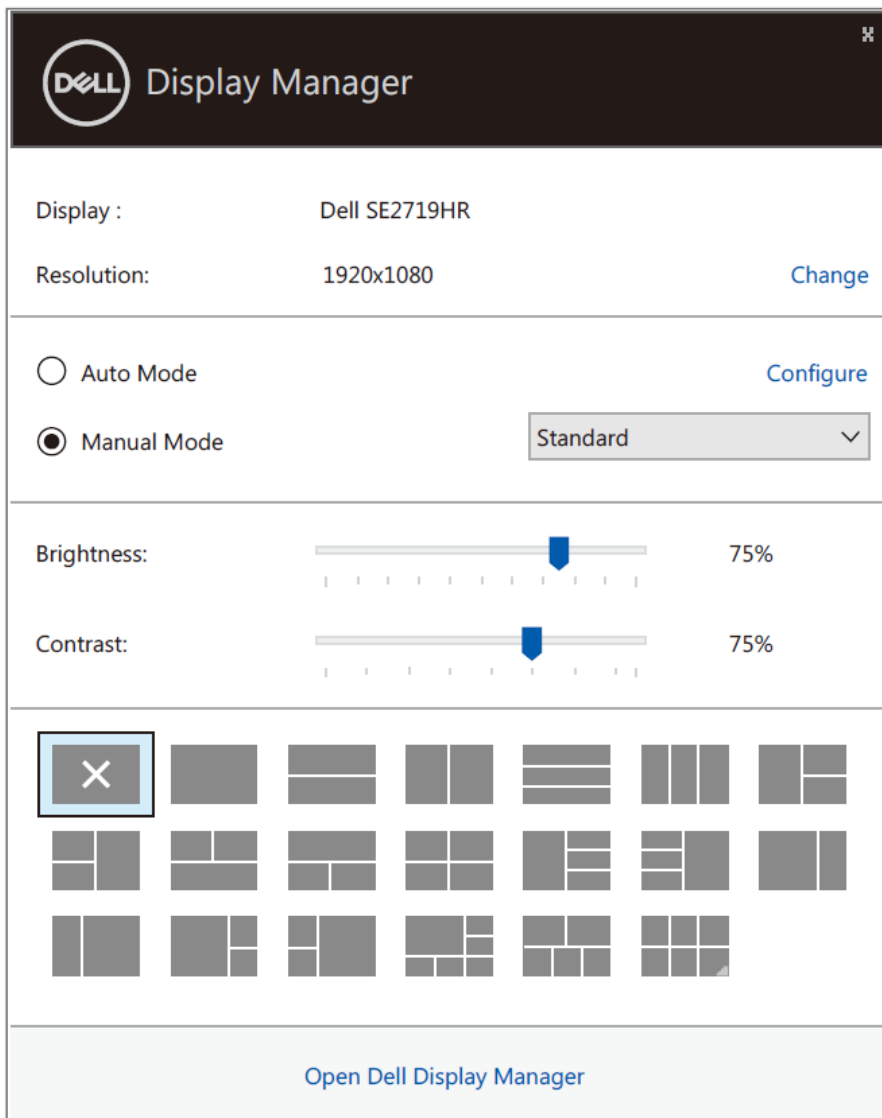 DELL Display Manager
Display : Dell SE2719HR
Resolution: 1920x1080 Change
Auto Mode Configure
Manual Mode Standard
Brightness: 75%
Contrast: 75%
Open Dell Display Manager